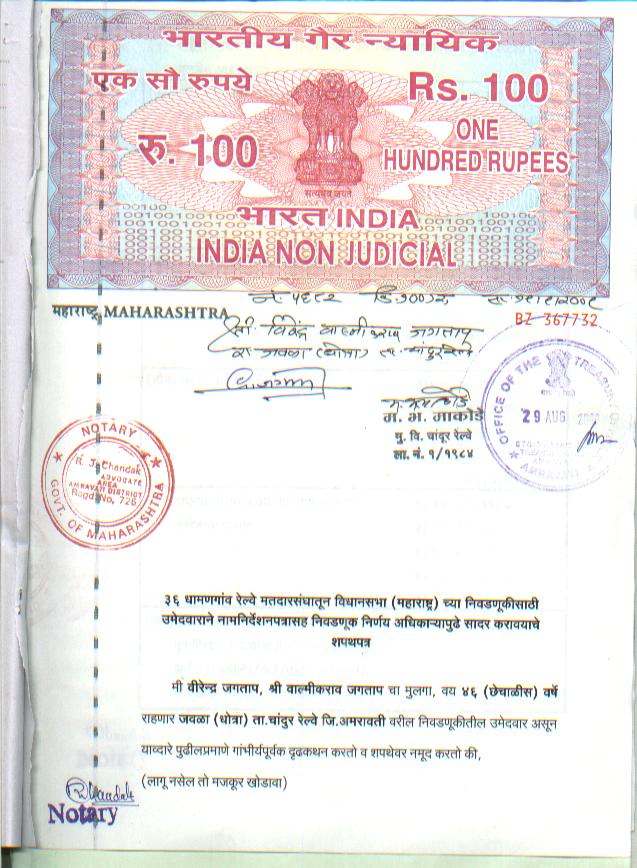 भारतीय गैर न्यायिक
एक सौ रुपये
Rs. 100
रु. 100
ONE
HUNDRED RUPEES
सत्यमेव जयते
भारत INDIA
INDIA NON JUDICIAL
महाराष्ट्र MAHARASHTRA
BZ 367732
जगताप
रा. जवळा (धोत्रा) ता. चांदुर रेल्वे
म. भ. माकोडे
मु. वि. चांदूर रेल्वे
ला. नं. १/१९८४
OFFICE OF THE TREASURY
29 AUG
AMRAVATI
NOTARY
R. J. Chandak
ADVOCATE
AREA
AMRAVATI DISTRICT
Regd. No. 726
GOVT. OF MAHARASHTRA
३६ धामणगांव रेल्वे मतदारसंघातून विधानसभा (महाराष्ट्र) च्या निवडणूकीसाठी
उमेदवाराने नामनिर्देशनपत्रासह निवडणूक निर्णय अधिकाऱ्यापुढे सादर करावयाचे
शपथपत्र
मी वीरेन्द्र जगताप, श्री वाल्मीकराव जगताप चा मुलगा, वय ४६ (छेचाळीस) वर्षे
राहणार जवळा (धोत्रा) ता.चांदुर रेल्वे जि.अमरावती वरील निवडणूकीतील उमेदवार असून
याव्दारे पुढीलप्रमाणे गांभीर्यपूर्वक दृढकथन करतो व शपथेवर नमूद करतो की,
(लागू नसेल तो मजकूर खोडावा)
Notary